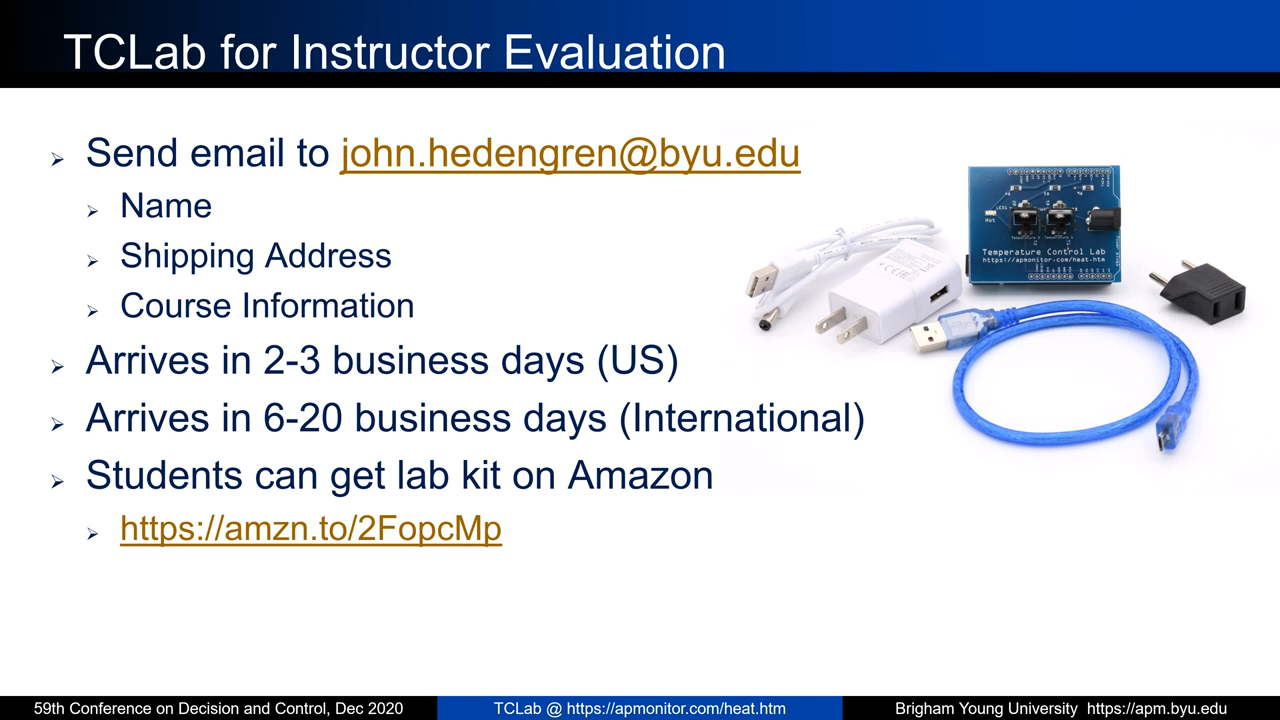 TCLab for Instructor Evaluation
Send email to john.hedengren@byu.edu
Name
Shipping Address
Course Information
Arrives in 2-3 business days (US)
Arrives in 6-20 business days (International)
Students can get lab kit on Amazon
https://amzn.to/2FopcMp
Hot
Temperature Control Lab
https://apmonitor.com/heat.htm
59th Conference on Decision and Control, Dec 2020
TCLab @ https://apmonitor.com/heat.htm
Brigham Young University https://apm.byu.edu